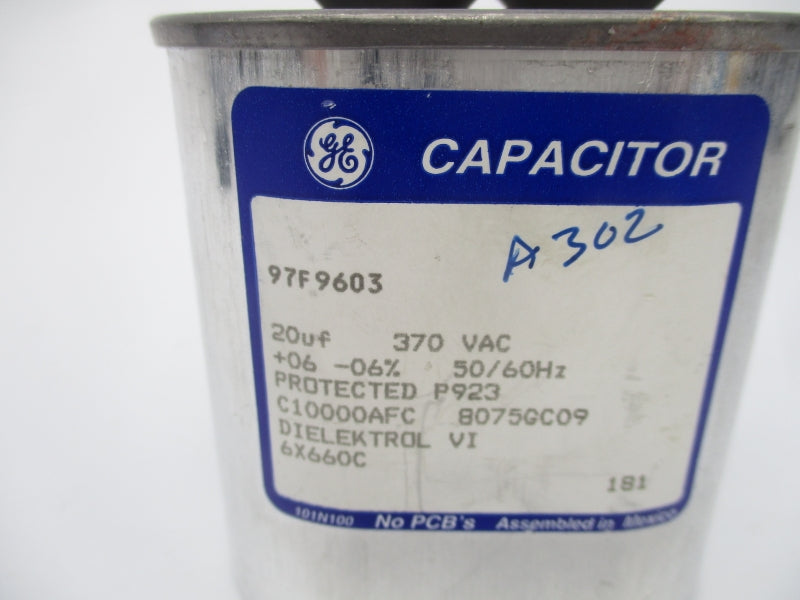 GE CAPACITOR
A302
97F9603
20uf 370 VAC
+06 -06% 50/60Hz
PROTECTED P923
C10000AFC 8075GC09
DIELEKTROL VI
6X660C
181
101N100 No PCB's Assembled in Mexico